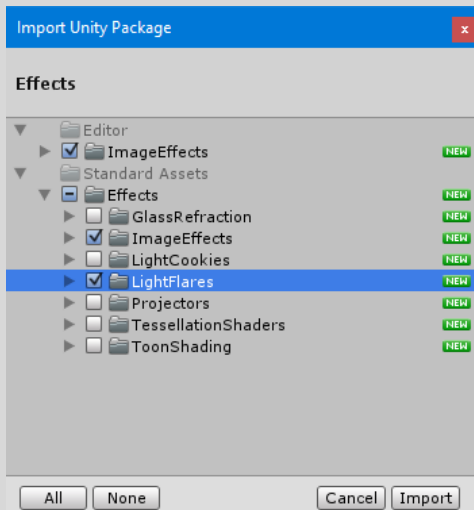 Import Unity Package x
Effects
Editor
ImageEffects NEW
Standard Assets
Effects NEW
GlassRefraction NEW
ImageEffects NEW
LightCookies NEW
LightFlares NEW
Projectors NEW
TessellationShaders NEW
ToonShading NEW
All None Cancel Import